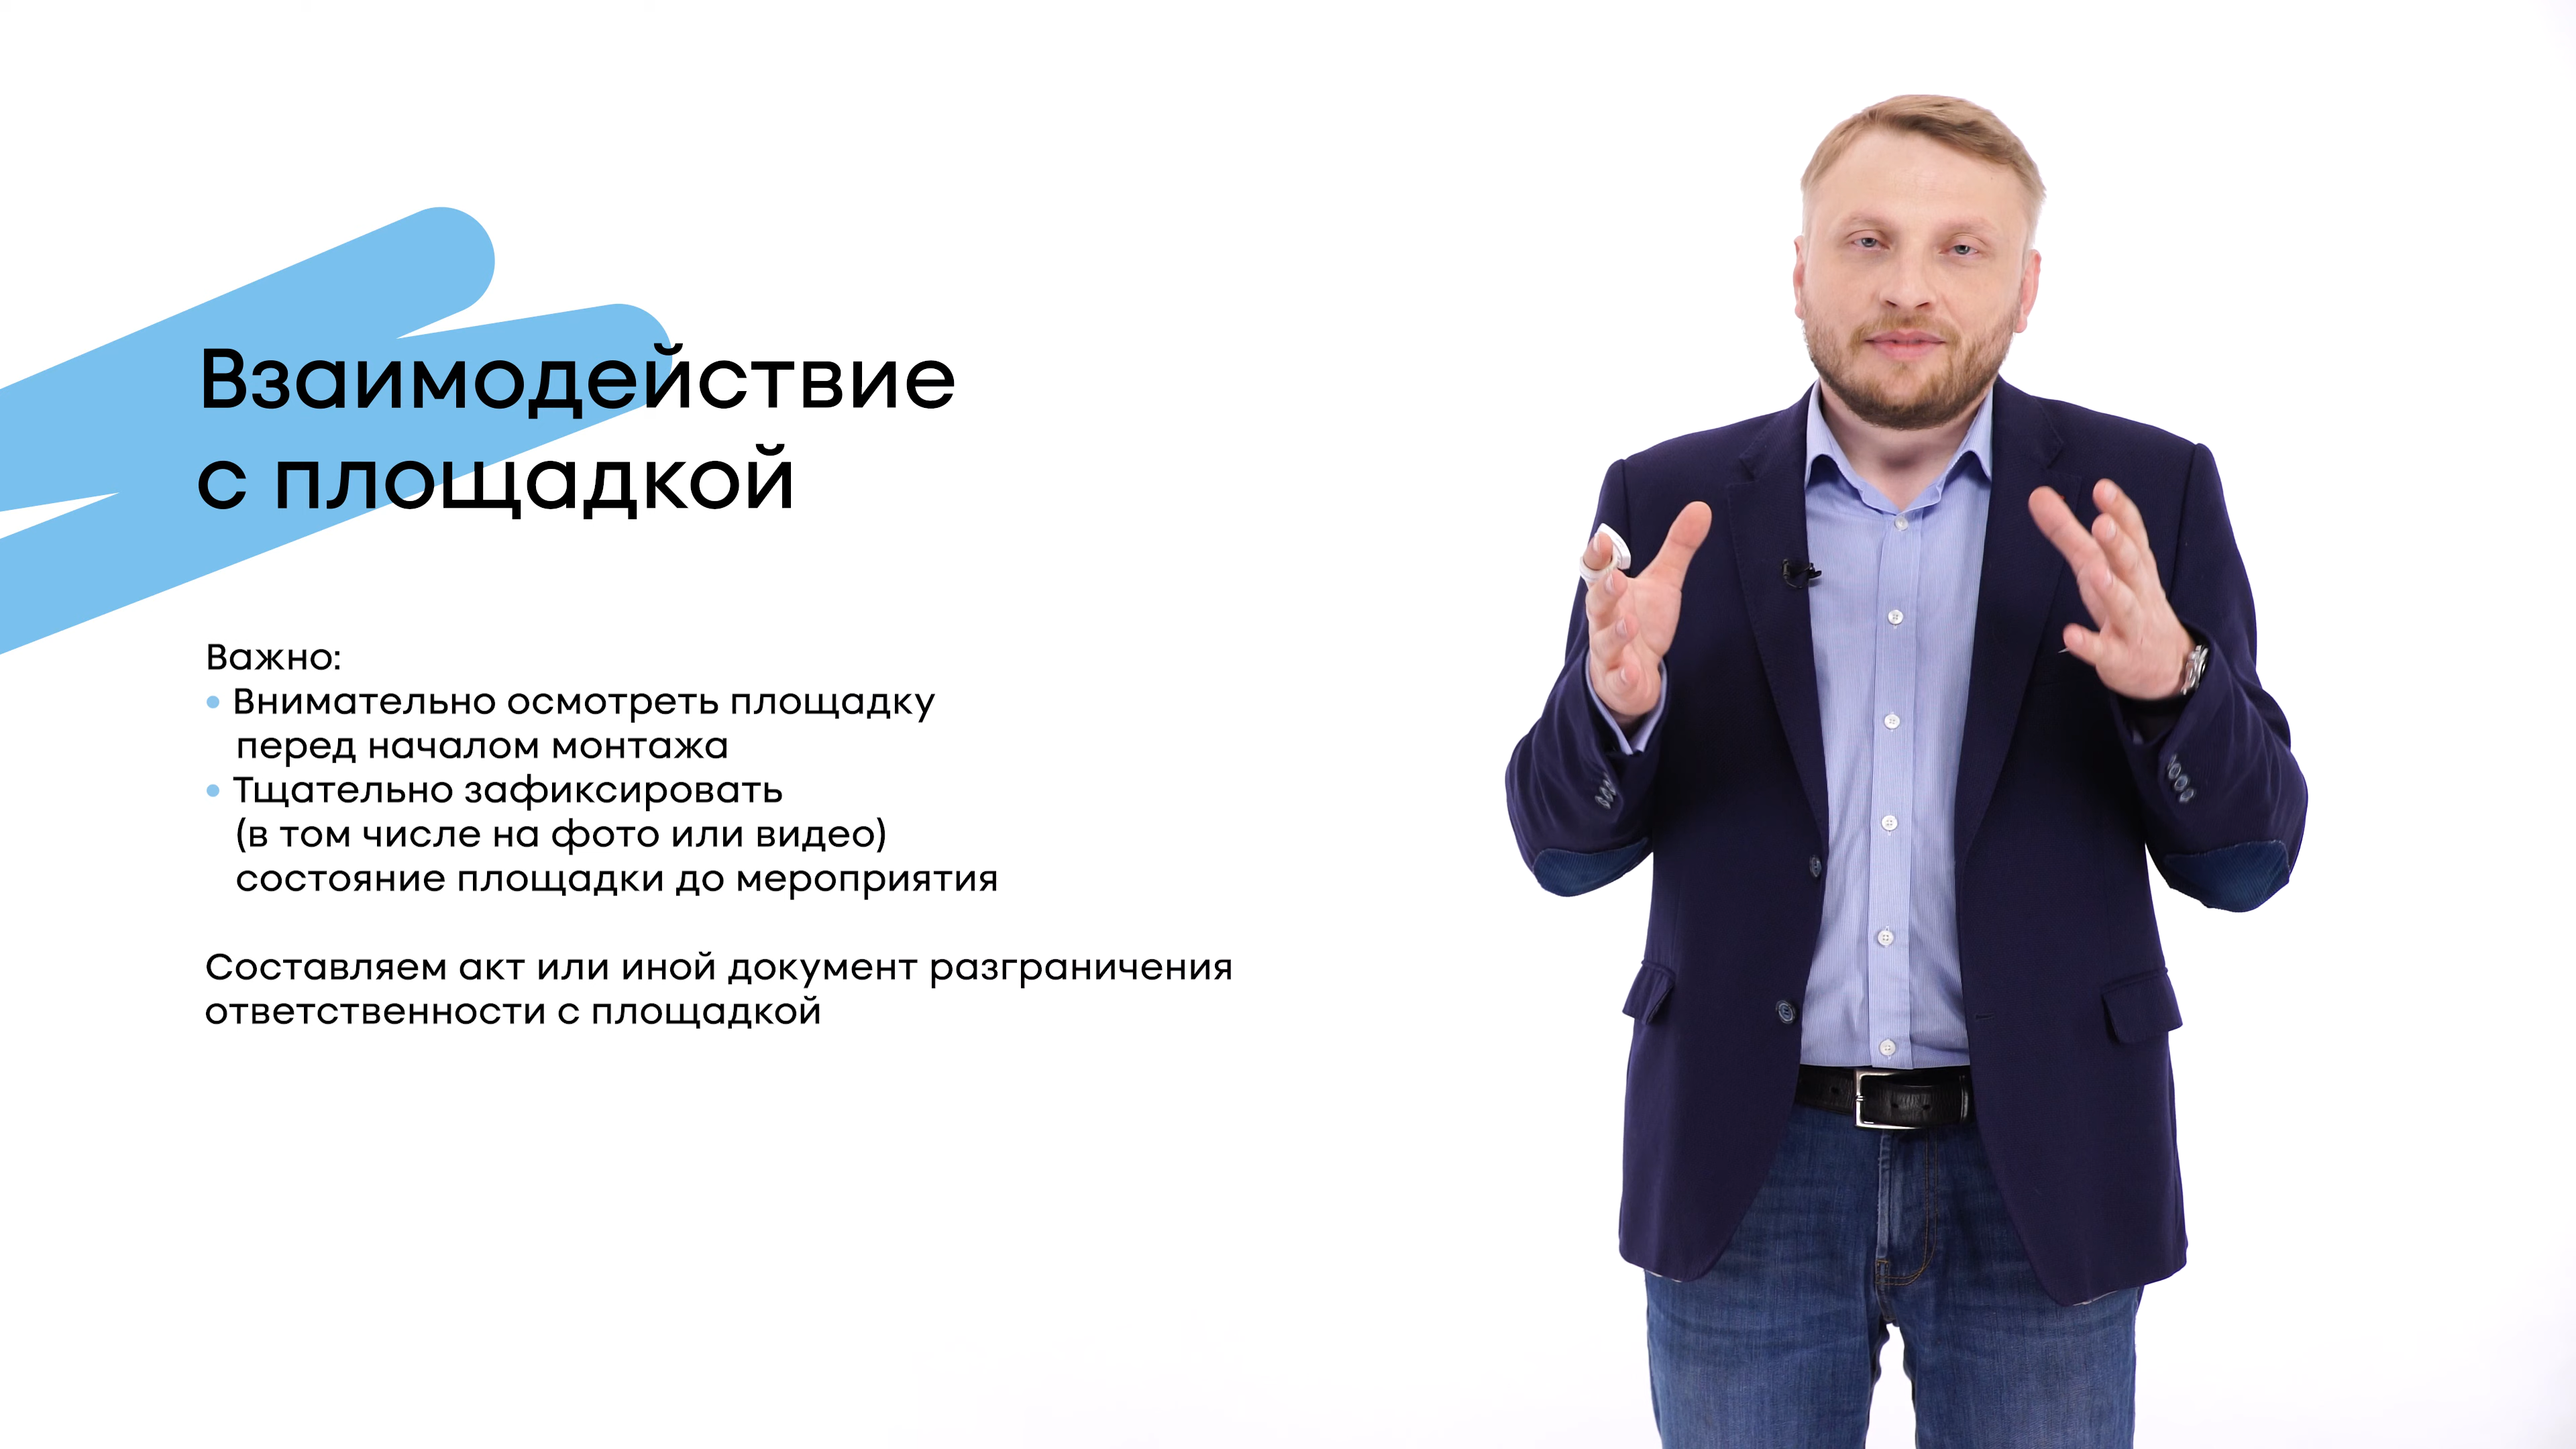 Взаимодействие
с площадкой
Важно:
• Внимательно осмотреть площадку
перед началом монтажа
• Тщательно зафиксировать
(в том числе на фото или видео)
состояние площадки до мероприятия
Составляем акт или иной документ разграничения
ответственности с площадкой